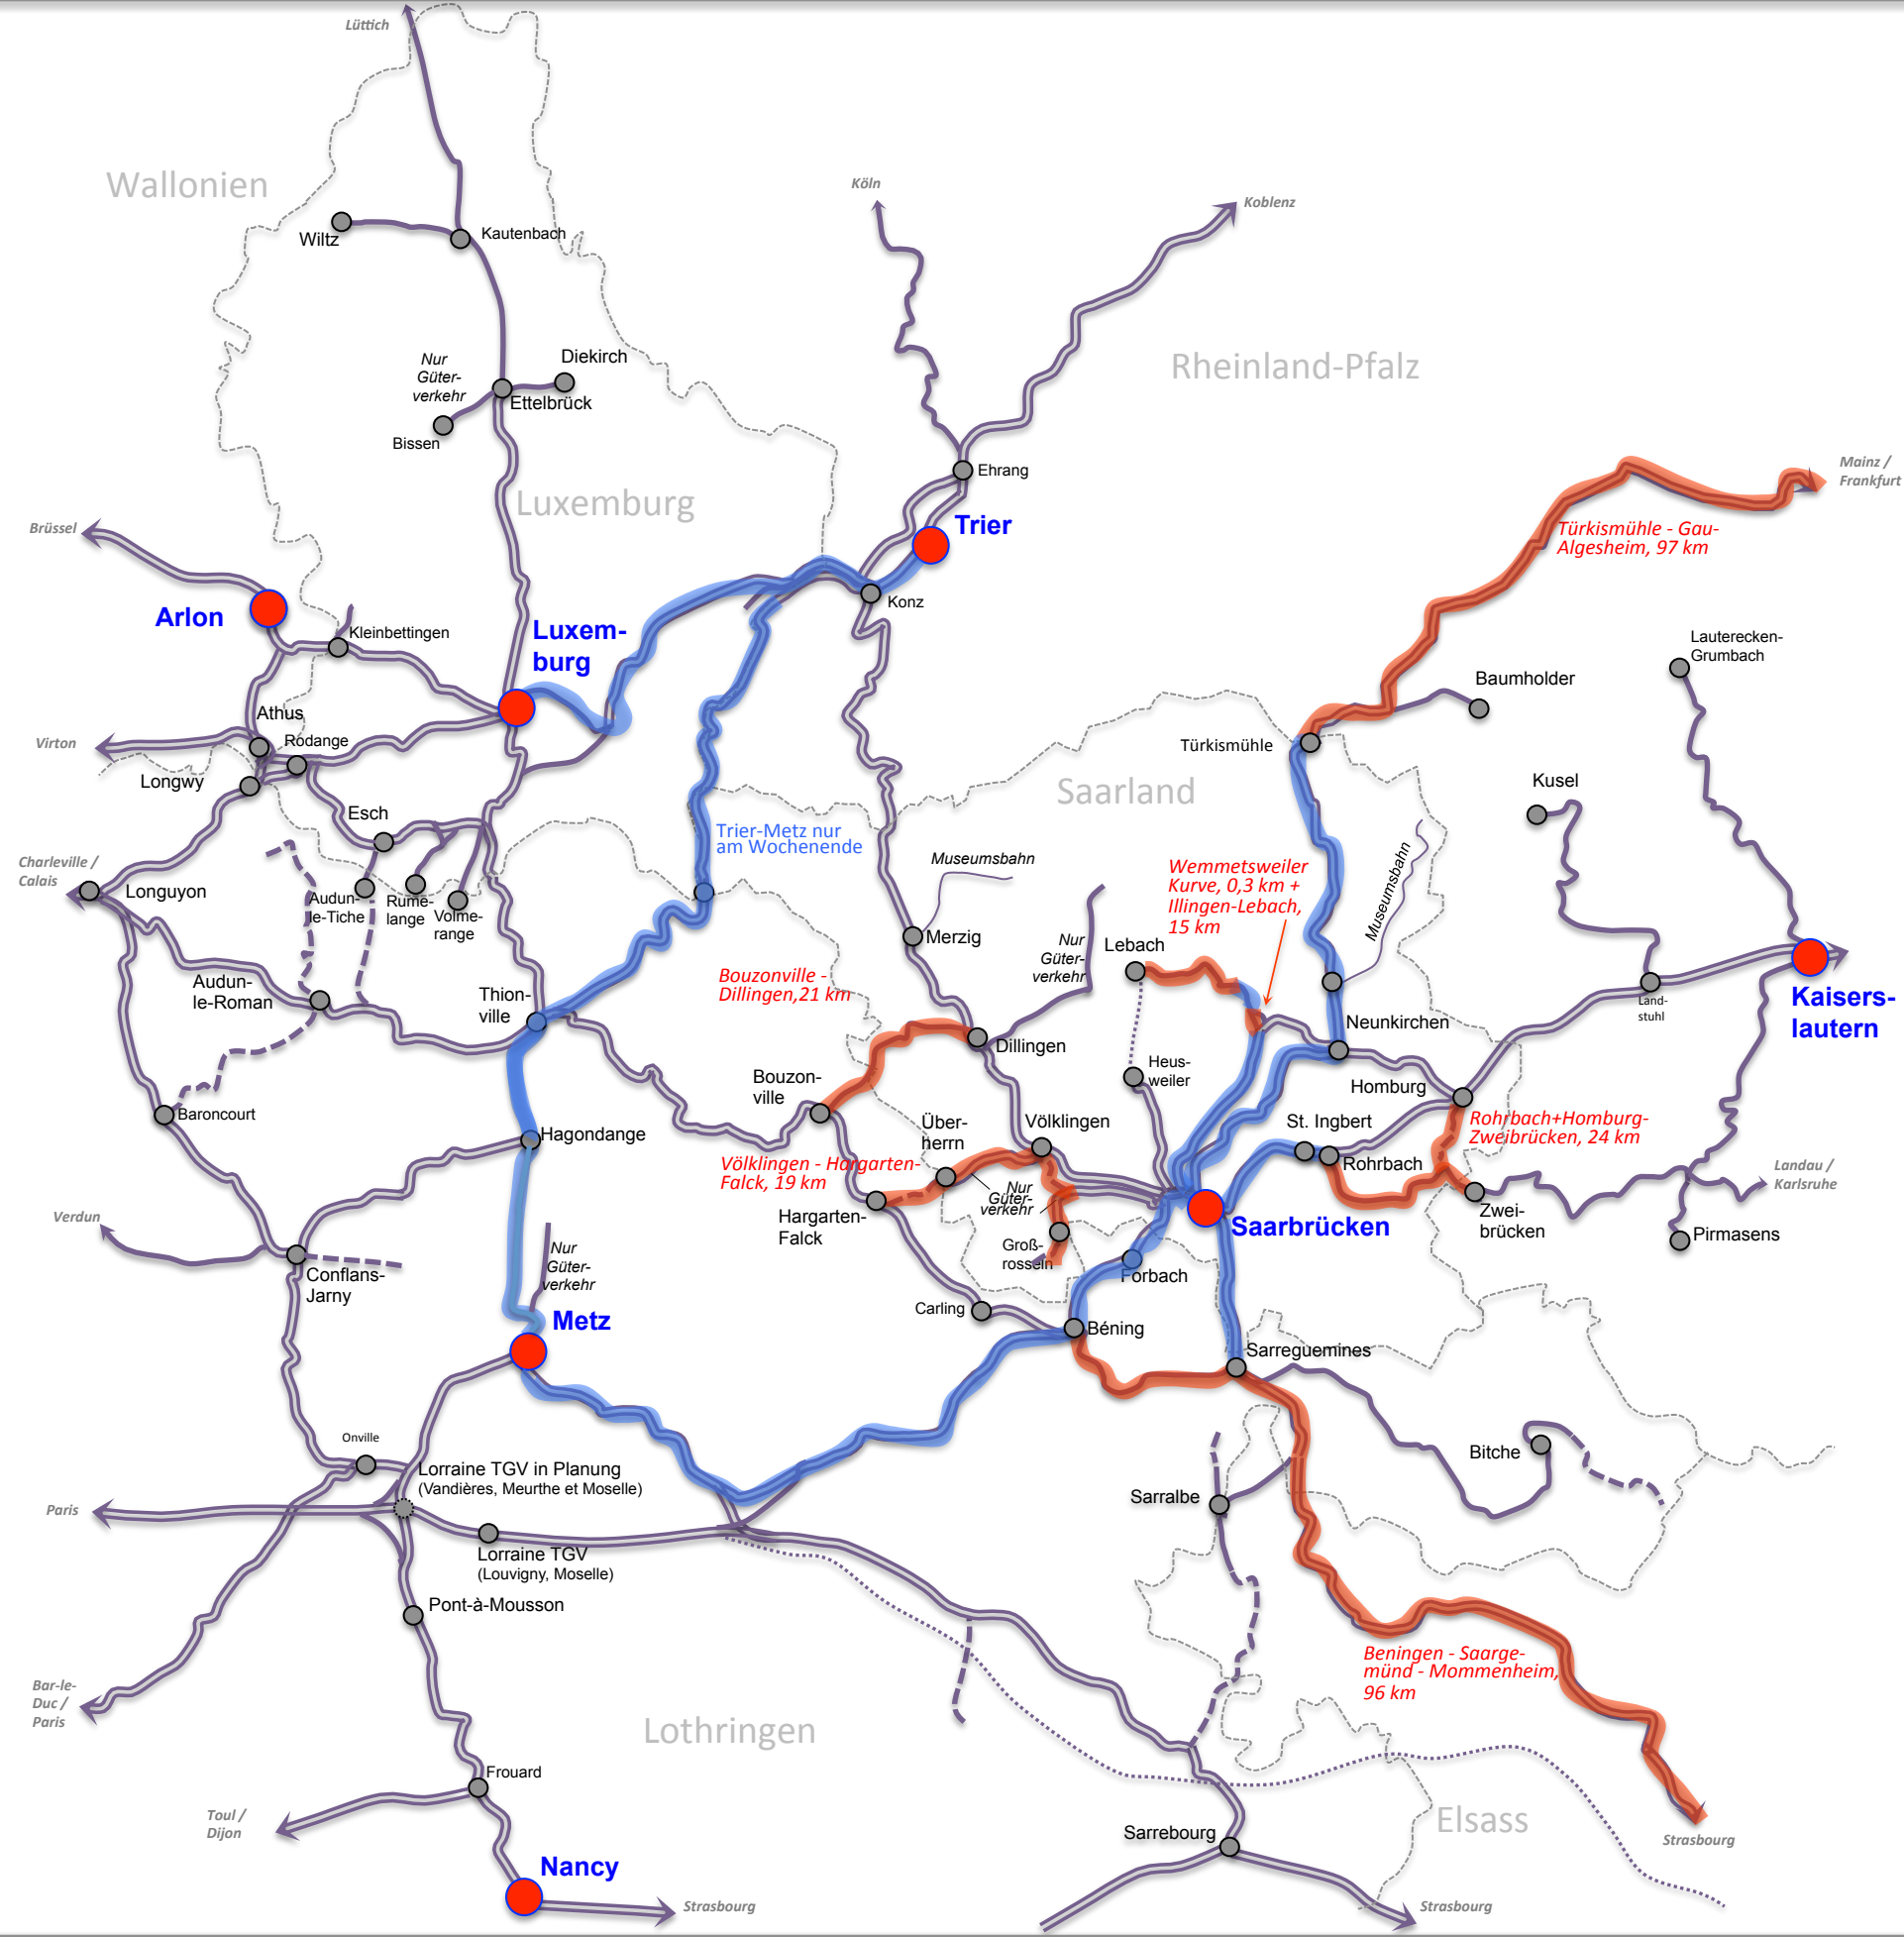 Lüttich
Wallonien
Köln
Koblenz
Wiltz
Kautenbach
Nur
Güter-
verkehr
Diekirch
Ettelbrück
Bissen
Rheinland-Pfalz
Ehrang
Mainz /
Frankfurt
Luxemburg
Brüssel
Trier
Türkismühle - Gau-
Algesheim, 97 km
Arlon
Konz
Kleinbettingen
Luxem-
burg
Lauterecken-
Grumbach
Baumholder
Athus
Rodange
Virton
Longwy
Türkismühle
Kusel
Saarland
Esch
Trier-Metz nur
am Wochenende
Charleville /
Calais
Longuyon
Audun-
le-Tiche
Rume-
lange
Volme-
range
Museumsbahn
Wemmetsweiler
Kurve, 0,3 km +
Illingen-Lebach,
15 km
Museumsbahn
Merzig
Nur
Güter-
verkehr
Lebach
Audun-
le-Roman
Bouzonville -
Dillingen,21 km
Thion-
ville
Land-
stuhl
Kaisers-
lautern
Neunkirchen
Dillingen
Heus-
weiler
Bouzon-
ville
Homburg
Baroncourt
Hagondange
Über-
herrn
Völklingen
St. Ingbert
Rohrbach+Homburg-
Zweibrücken, 24 km
Rohrbach
Völklingen - Hargarten-
Falck, 19 km
Nur
Güter-
verkehr
Landau /
Karlsruhe
Hargarten-
Falck
Zwei-
brücken
Saarbrücken
Pirmasens
Verdun
Nur
Güter-
verkehr
Groß-
rosseln
Forbach
Conflans-
Jarny
Carling
Metz
Béning
Sarreguemines
Onville
Bitche
Lorraine TGV in Planung
(Vandières, Meurthe et Moselle)
Sarralbe
Paris
Lorraine TGV
(Louvigny, Moselle)
Pont-à-Mousson
Beningen - Saarge-
münd - Mommenheim,
96 km
Bar-le-
Duc /
Paris
Lothringen
Frouard
Toul /
Dijon
Elsass
Sarrebourg
Strasbourg
Nancy
Strasbourg
Strasbourg